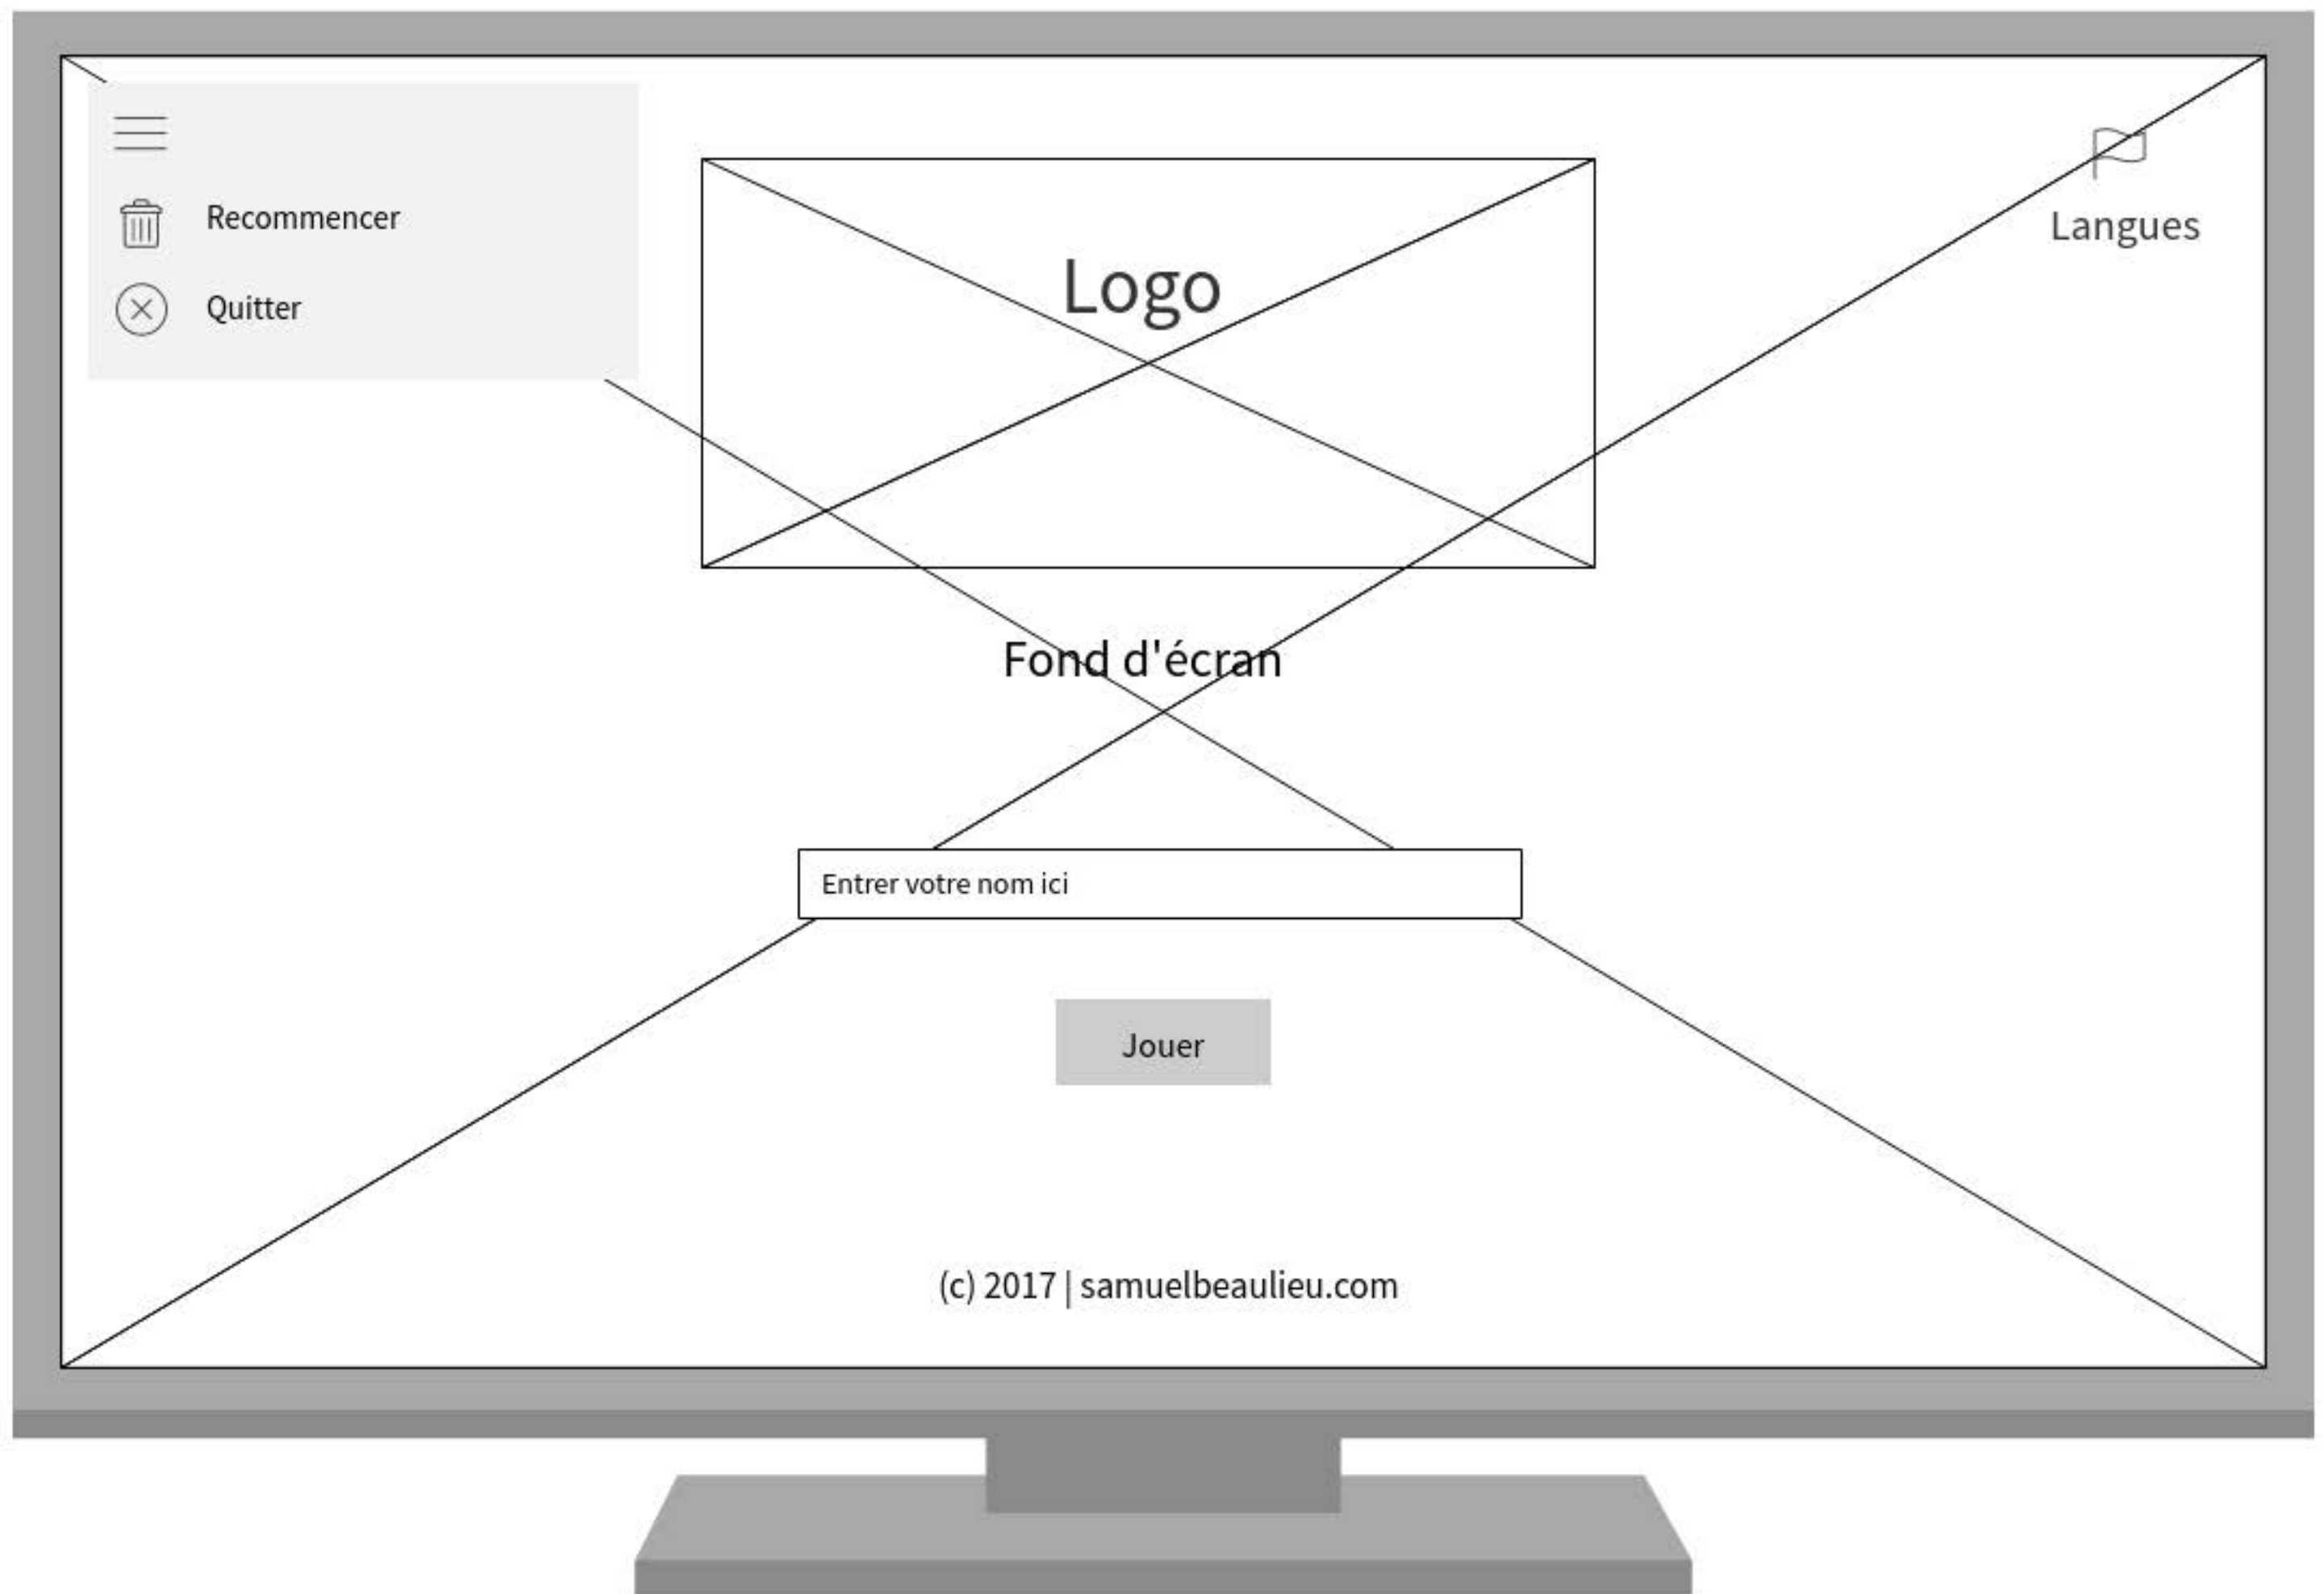 Recommencer
Quitter
Langues
Logo
Fond d'écran
Entrer votre nom ici
Jouer
(c) 2017 | samuelbeaulieu.com